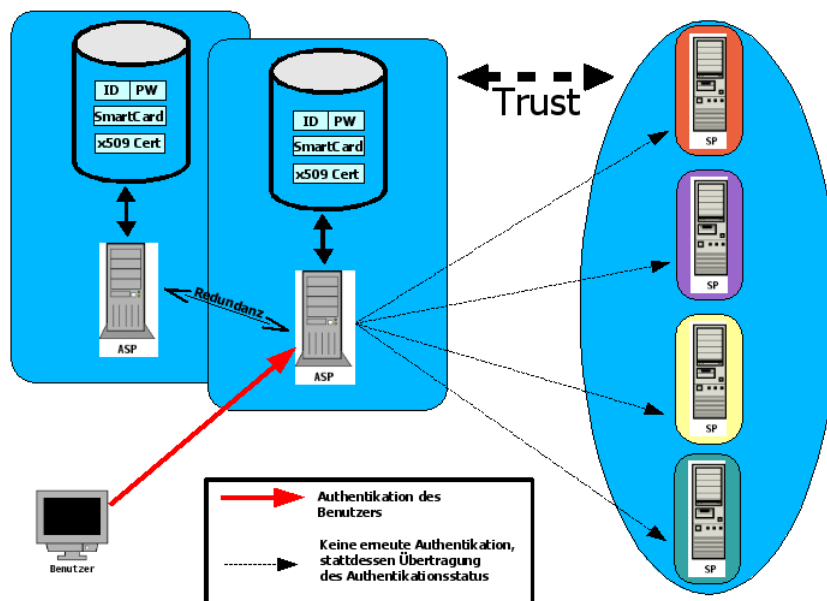 ID PW
SmartCard
x509 Cert
ASP
ID PW
SmartCard
x509 Cert
ASP
Redundanz
Trust
SP
SP
SP
SP
Benutzer
Authentikation des
Benutzers
Keine erneute Authentikation,
stattdessen Übertragung
des Authentikationsstatus